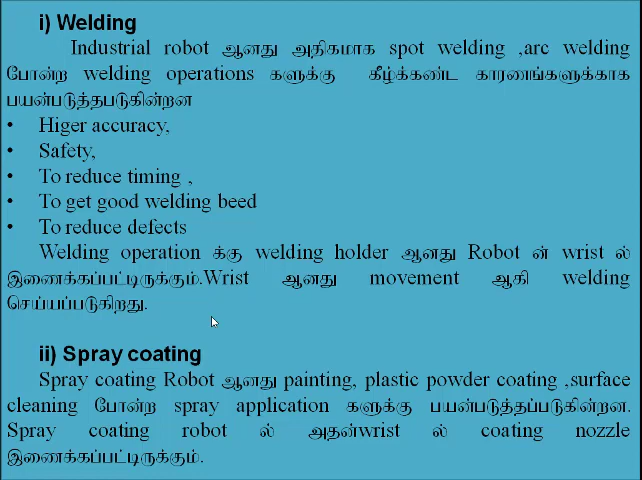 i) Welding
Industrial robot ஆனது அதிகமாக spot welding ,arc welding
போன்ற welding operations களுக்கு கீழ்க்கண்ட காரணங்களுக்காக
பயன்படுத்தபடுகின்றன
• Higer accuracy,
• Safety,
• To reduce timing ,
• To get good welding beed
• To reduce defects
Welding operation க்கு welding holder ஆனது Robot ன் wrist ல்
இணைக்கப்பட்டிருக்கும்.Wrist ஆனது movement ஆகி welding
செய்யப்படுகிறது.
ii) Spray coating
Spray coating Robot ஆனது painting, plastic powder coating ,surface
cleaning போன்ற spray application களுக்கு பயன்படுத்தப்படுகின்றன.
Spray coating robot ல் அதன்wrist ல் coating nozzle
இணைக்கப்பட்டிருக்கும்.